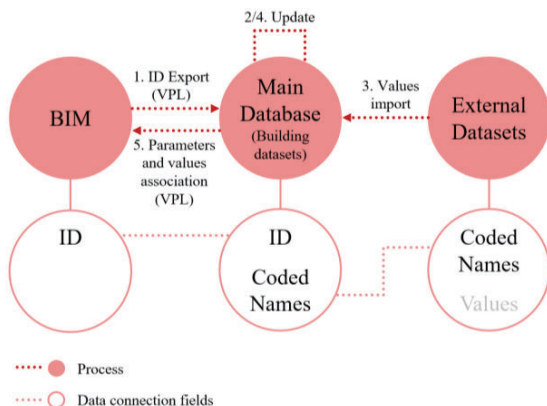 2/4. Update
1. ID Export
(VPL)
BIM
Main
Database
(Building
datasets)
3. Values
import
External
Datasets
5. Parameters
and values
association
(VPL)
ID
ID
Coded
Names
Coded
Names
Values
Process
Data connection fields